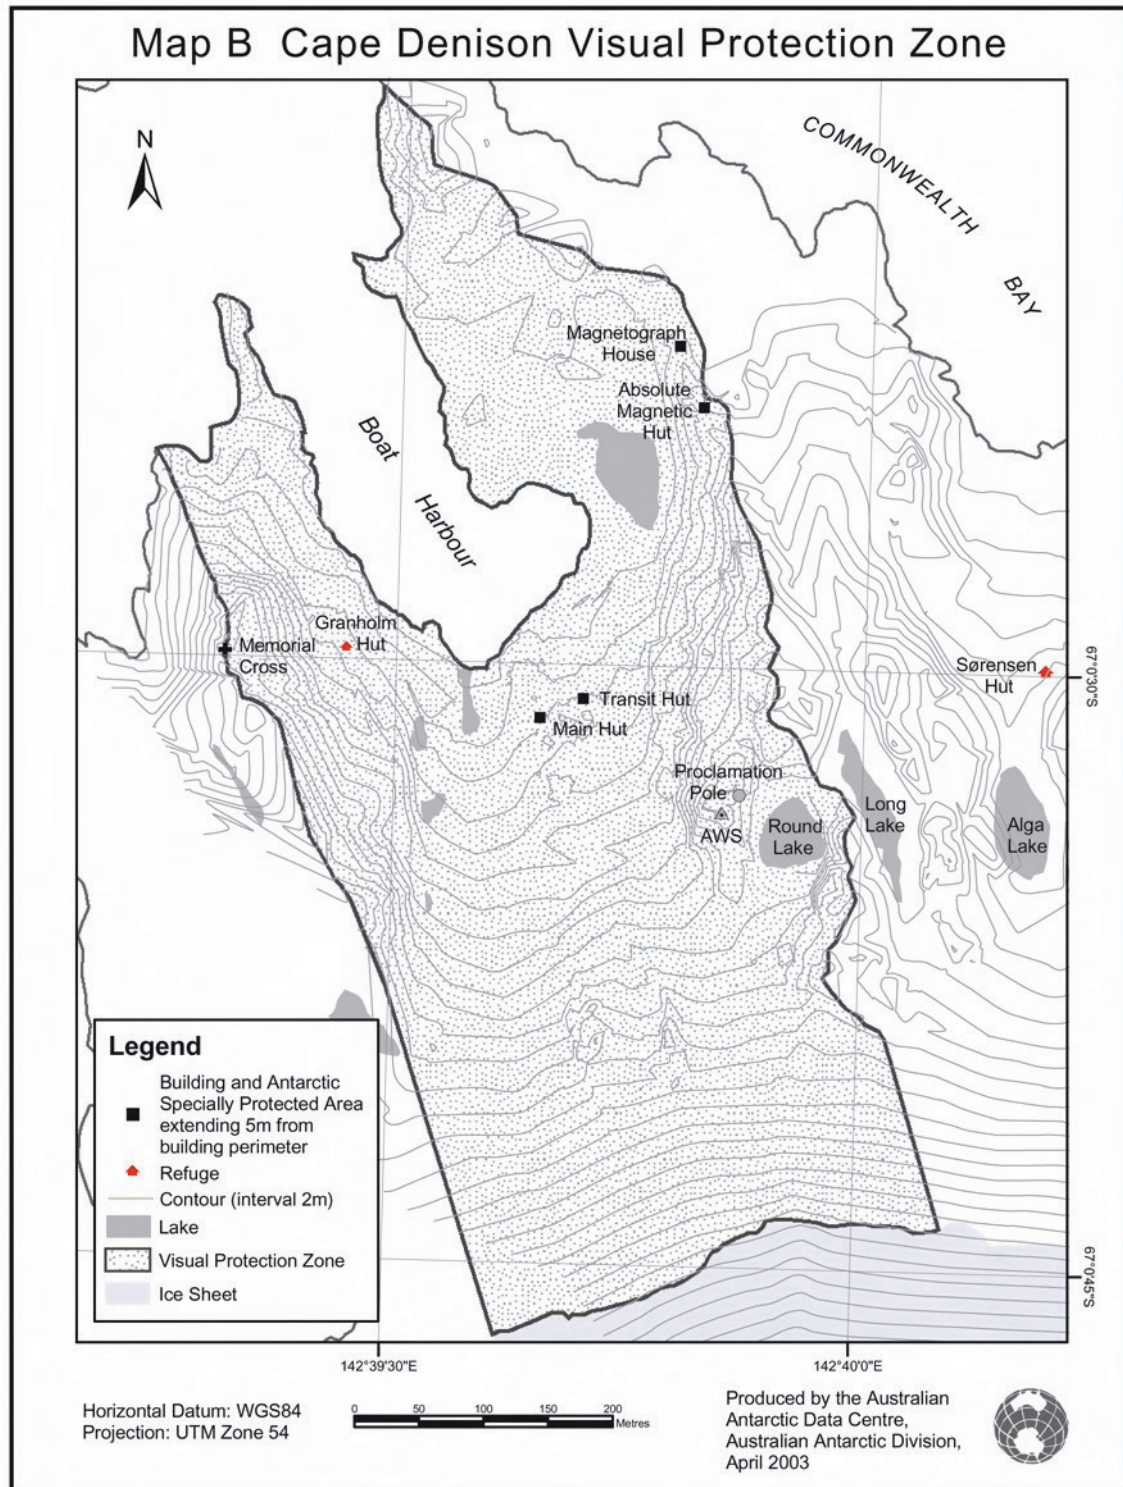 Map B Cape Denison Visual Protection Zone
N
COMMONWEALTH
BAY
Magnetograph
House
Absolute
Magnetic
Hut
Boat
Harbour
Granholm
Hut
Memorial
Cross
Sørensen
Hut
67°0'30"S
Transit Hut
Main Hut
Proclamation
Pole
AWS
Round
Lake
Long
Lake
Alga
Lake
Legend
Building and Antarctic
Specially Protected Area
extending 5m from
building perimeter
Refuge
Contour (interval 2m)
Lake
Visual Protection Zone
Ice Sheet
67°0'45"S
142°39'30"E
142°40'0"E
Horizontal Datum: WGS84
Projection: UTM Zone 54
0 50 100 150 200
Metres
Produced by the Australian
Antarctic Data Centre,
Australian Antarctic Division,
April 2003